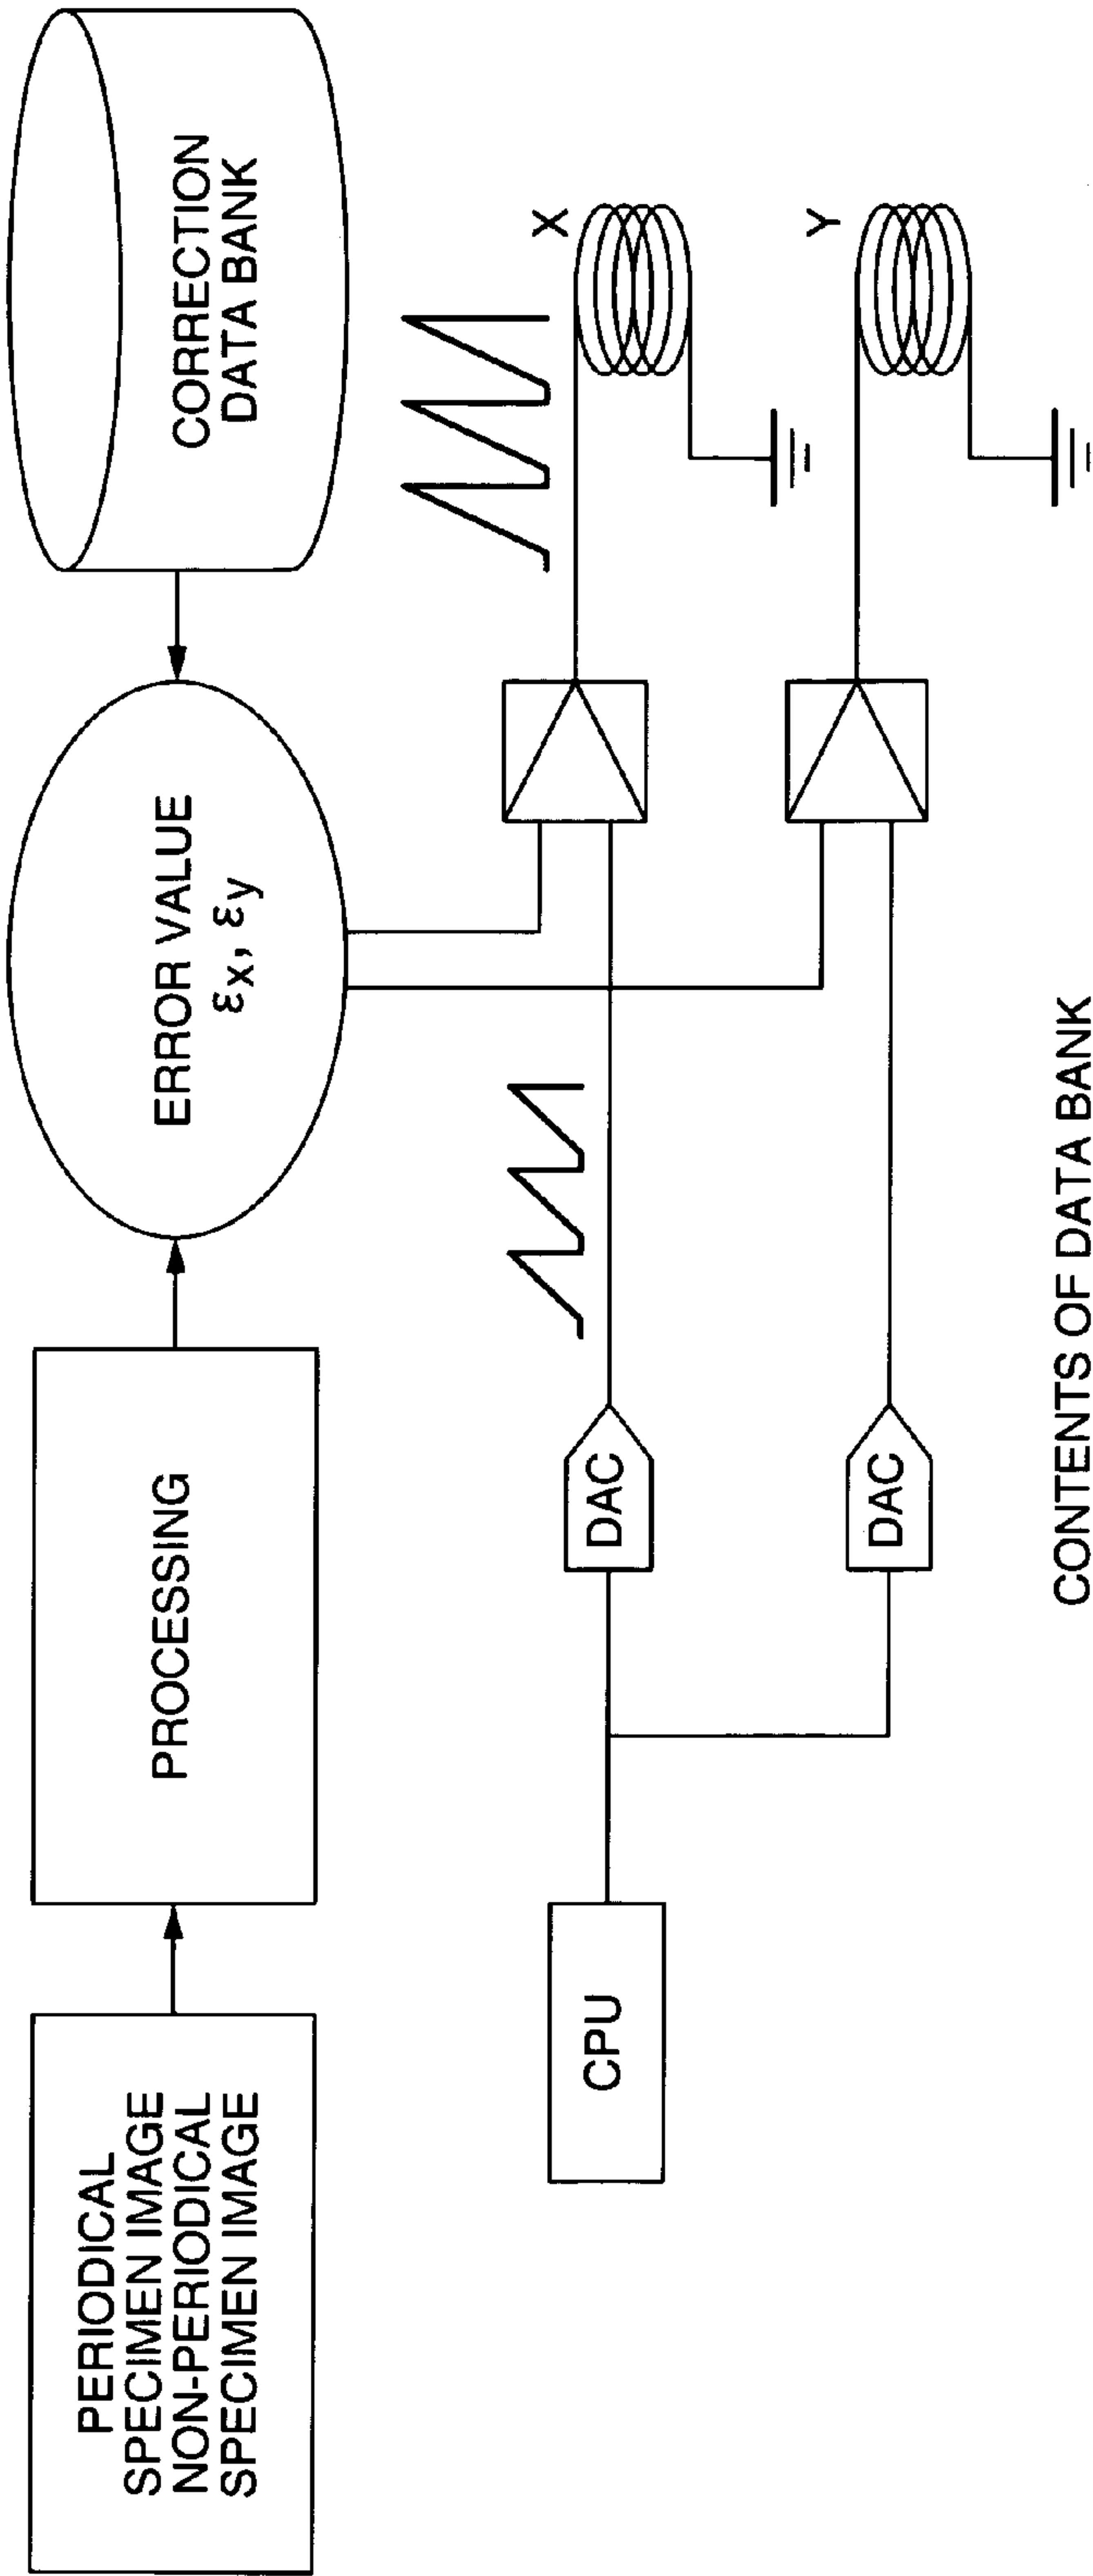 PERIODICAL
SPECIMEN IMAGE
NON-PERIODICAL
SPECIMEN IMAGE
PROCESSING
ERROR VALUE
εx, εy
CORRECTION
DATA BANK
CPU
DAC
DAC
X
Y
CONTENTS OF DATA BANK